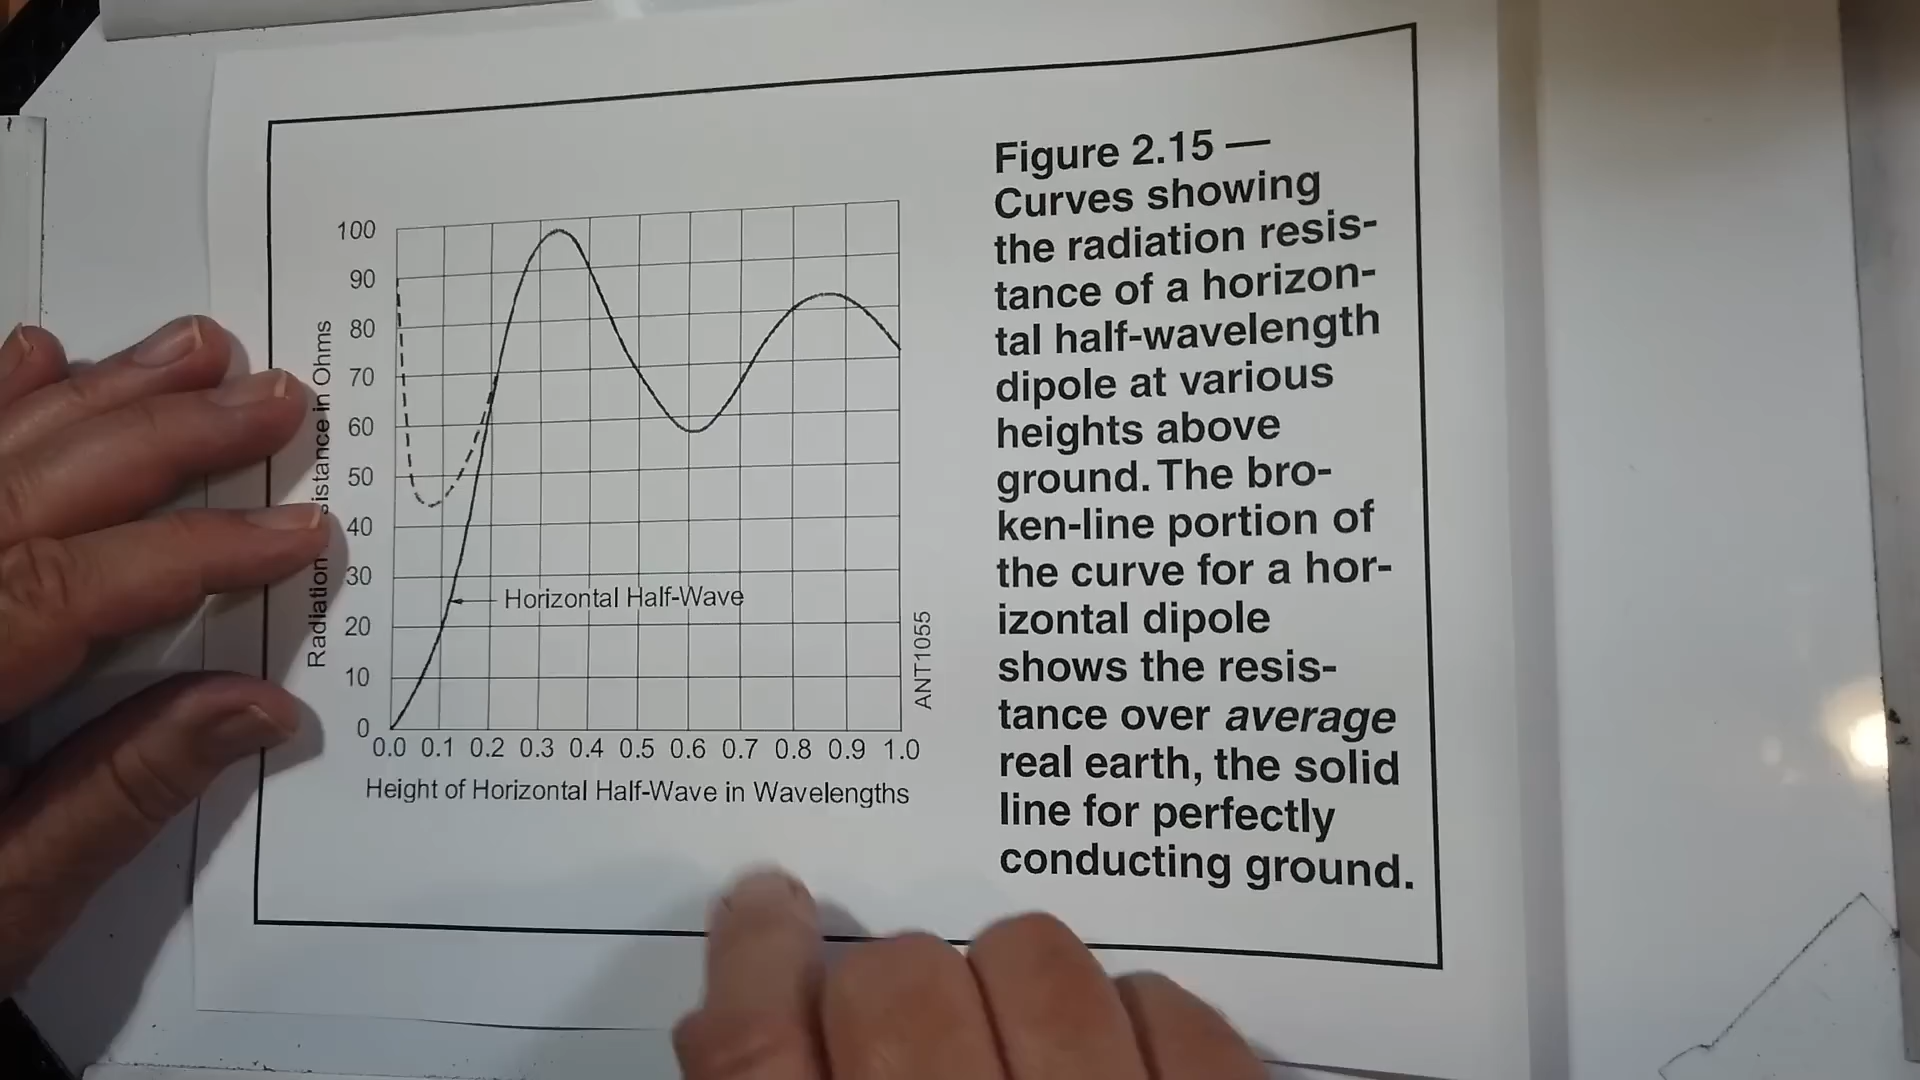 Figure 2.15 —
Curves showing
the radiation resis-
tance of a horizon-
tal half-wavelength
dipole at various
heights above
ground. The bro-
ken-line portion of
the curve for a hor-
izontal dipole
shows the resis-
tance over average
real earth, the solid
line for perfectly
conducting ground.
100
90
80
70
60
50
40
30
20
10
0
0.0 0.1 0.2 0.3 0.4 0.5 0.6 0.7 0.8 0.9 1.0
Height of Horizontal Half-Wave in Wavelengths
Radiation sistance in Ohms
Horizontal Half-Wave
ANT1055